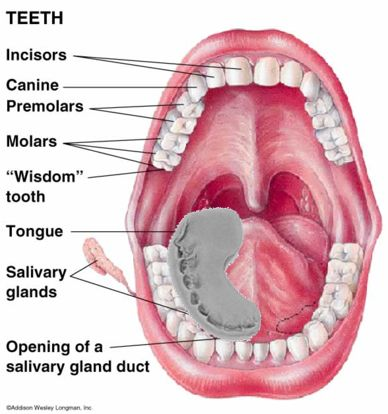 TEETH
Incisors
Canine
Premolars
Molars
“Wisdom”
tooth
Tongue
Salivary
glands
Opening of a
salivary gland duct
©Addison Wesley Longman, Inc